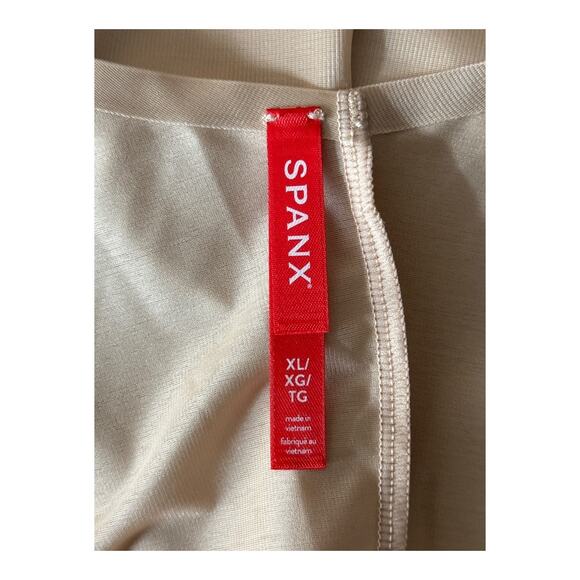 SPANX®
XL/
XG/
TG
made in
vietnam
fabriqué au
vietnam